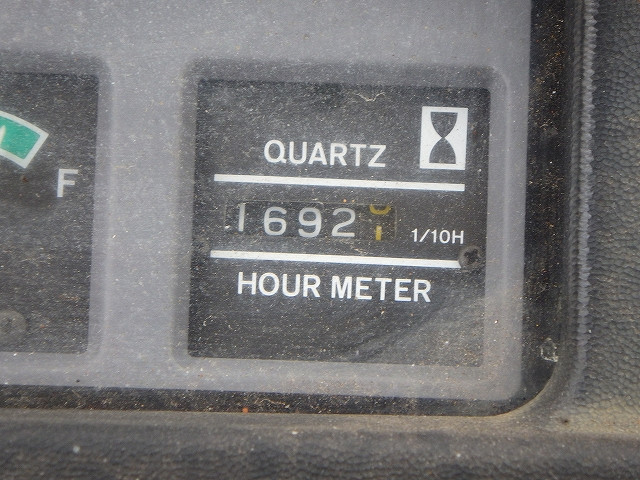 F
QUARTZ
1692 1/10H
HOUR METER